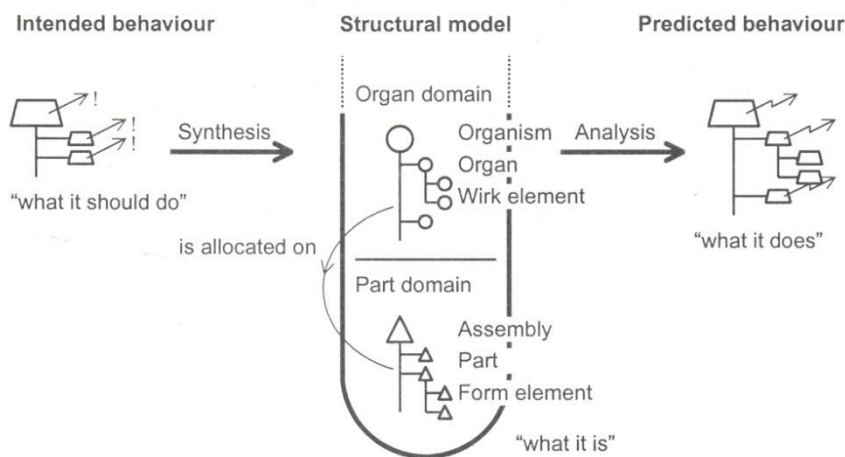 Intended behaviour
Structural model
Predicted behaviour
!
!
!
Organ domain
Synthesis
Organism
Analysis
Organ
Wirk element
"what it should do"
"what it does"
is allocated on
Part domain
Assembly
Part
Form element
"what it is"